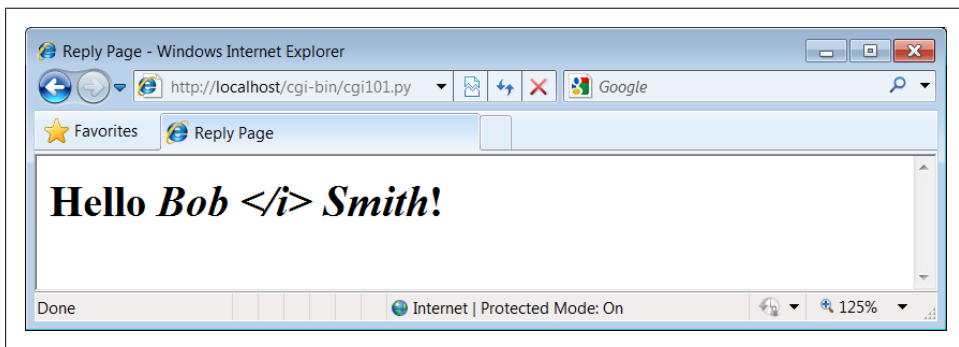 Reply Page - Windows Internet Explorer
http://localhost/cgi-bin/cgi101.py Google
Favorites Reply Page
Hello Bob </i> Smith!
Done Internet | Protected Mode: On 125%